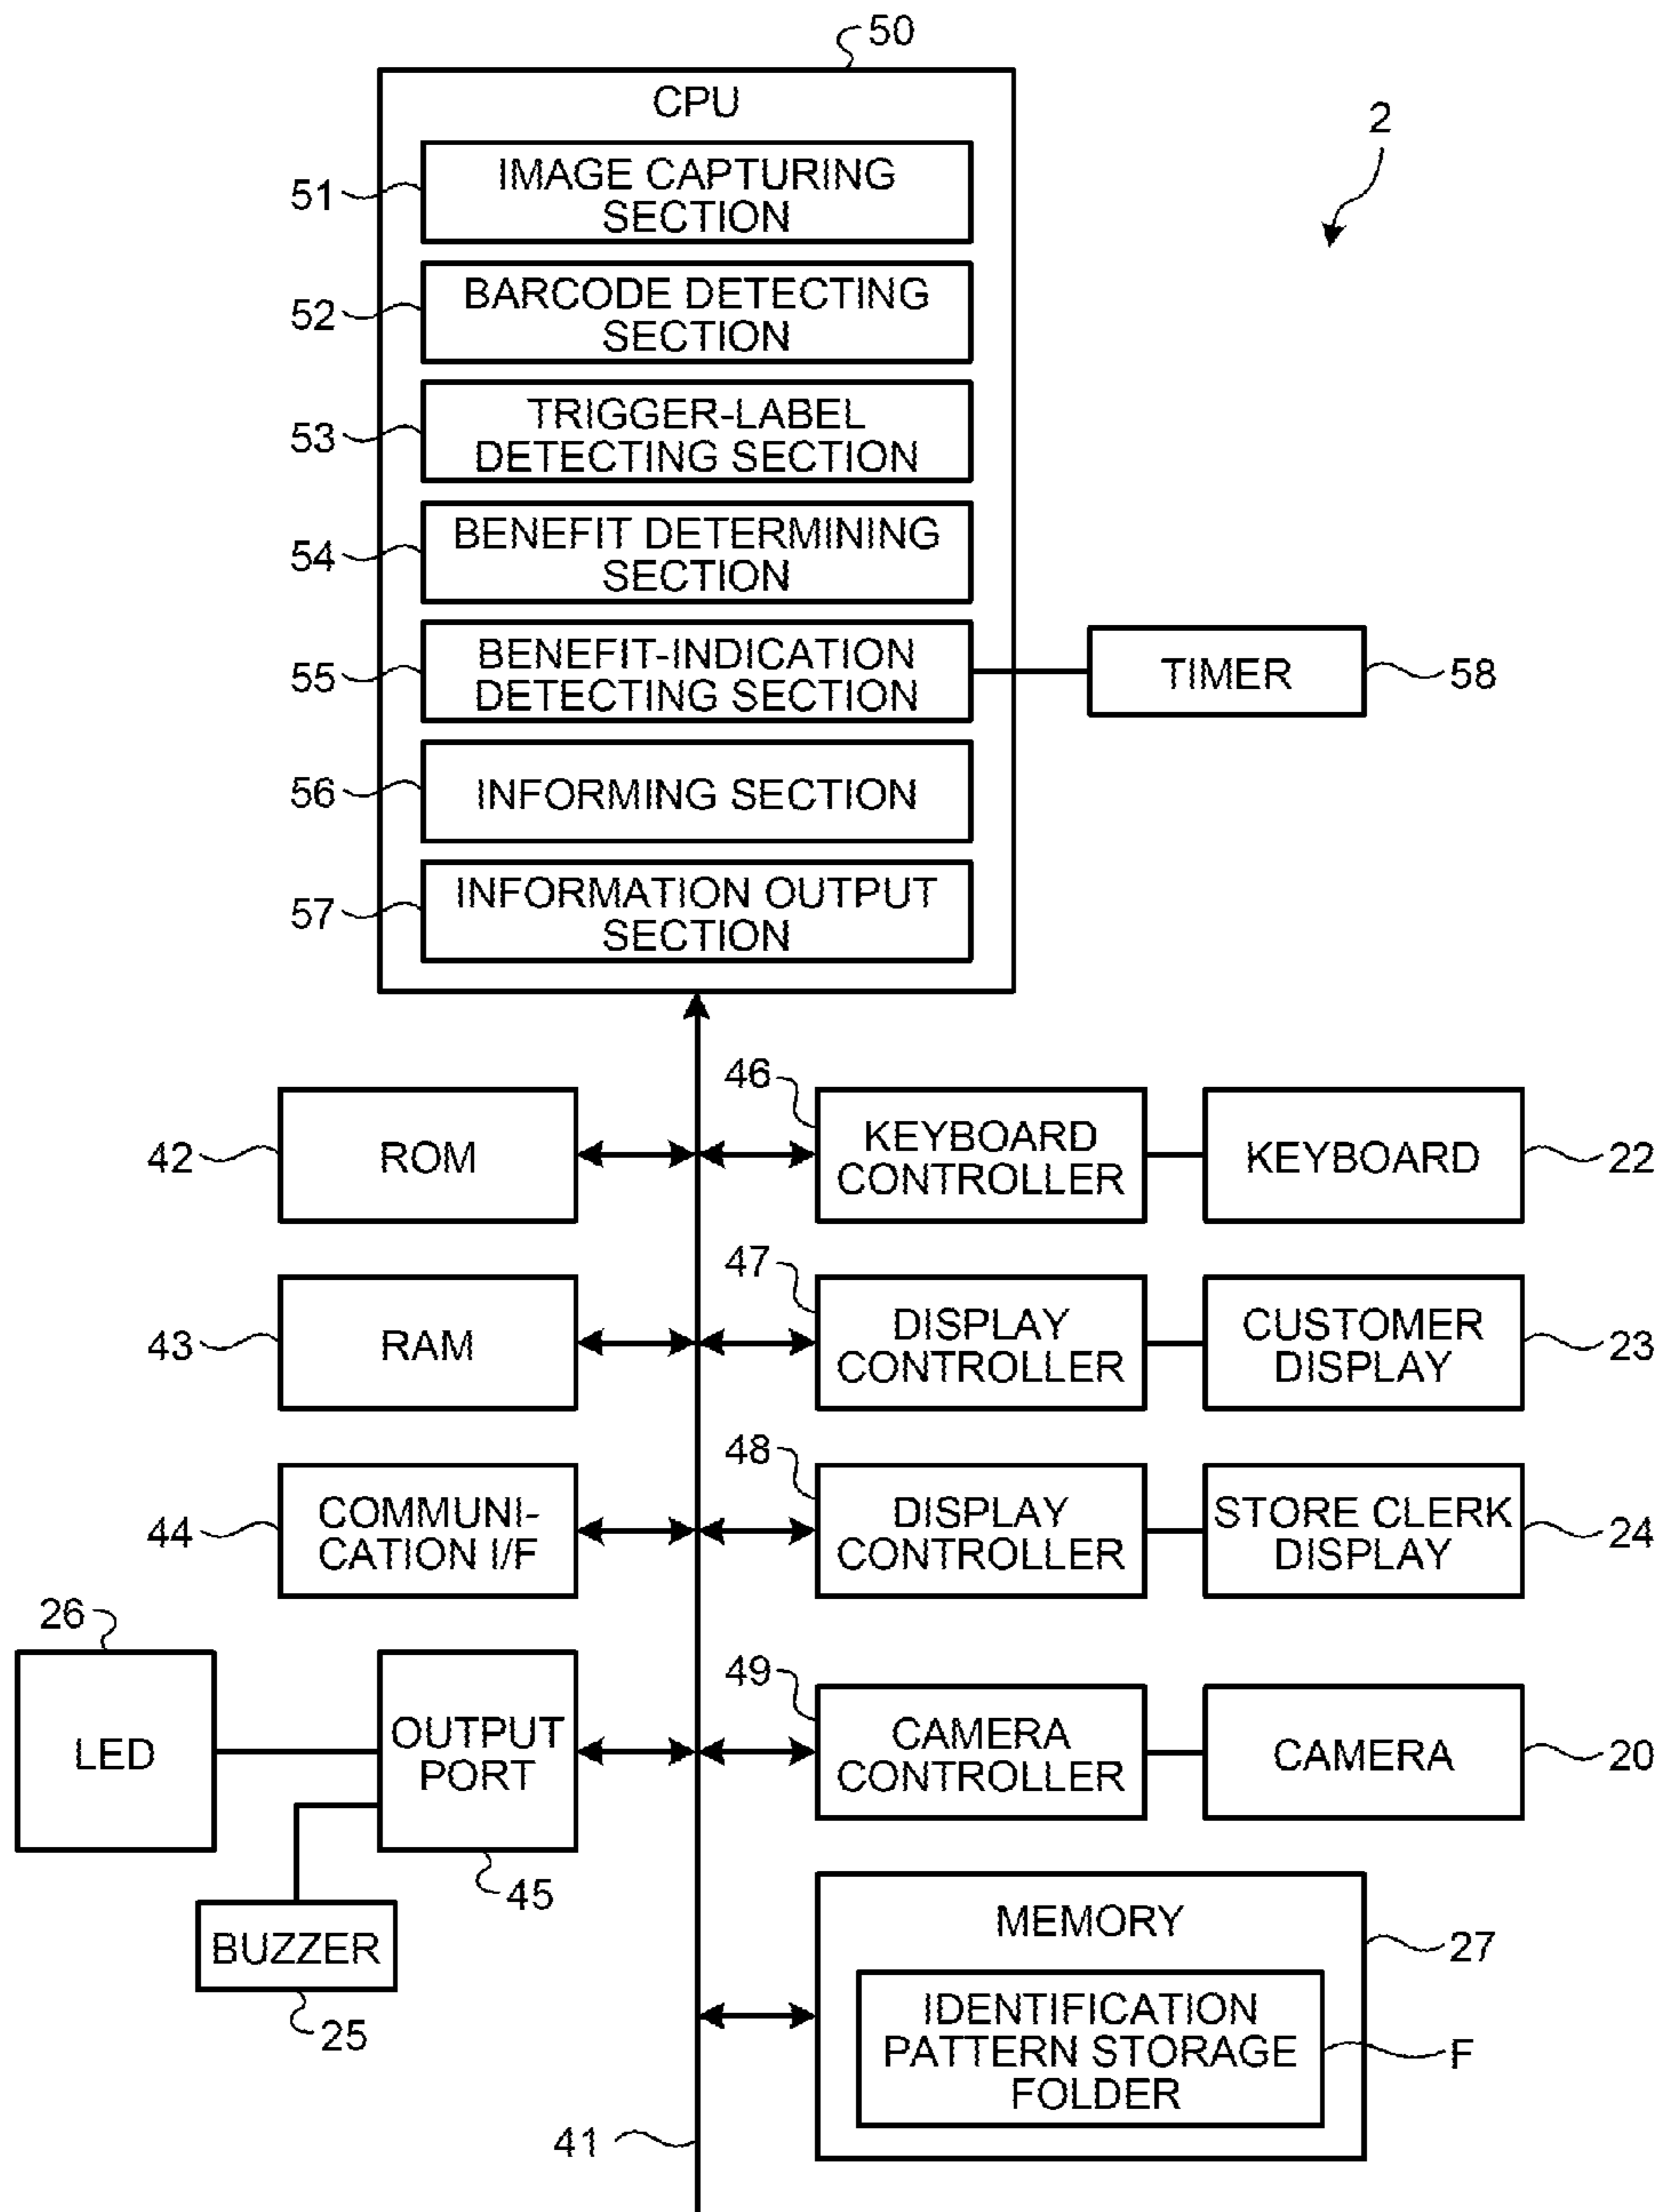 50
CPU
2
51
IMAGE CAPTURING
SECTION
52
BARCODE DETECTING
SECTION
53
TRIGGER-LABEL
DETECTING SECTION
54
BENEFIT DETERMINING
SECTION
55
BENEFIT-INDICATION
DETECTING SECTION
TIMER
58
56
INFORMING SECTION
57
INFORMATION OUTPUT
SECTION
42
ROM
46
KEYBOARD
CONTROLLER
KEYBOARD
22
43
RAM
47
DISPLAY
CONTROLLER
CUSTOMER
DISPLAY
23
44
COMMUNI-
CATION I/F
48
DISPLAY
CONTROLLER
STORE CLERK
DISPLAY
24
26
LED
OUTPUT
PORT
45
49
CAMERA
CONTROLLER
CAMERA
20
BUZZER
25
MEMORY
27
IDENTIFICATION
PATTERN STORAGE
FOLDER
F
41